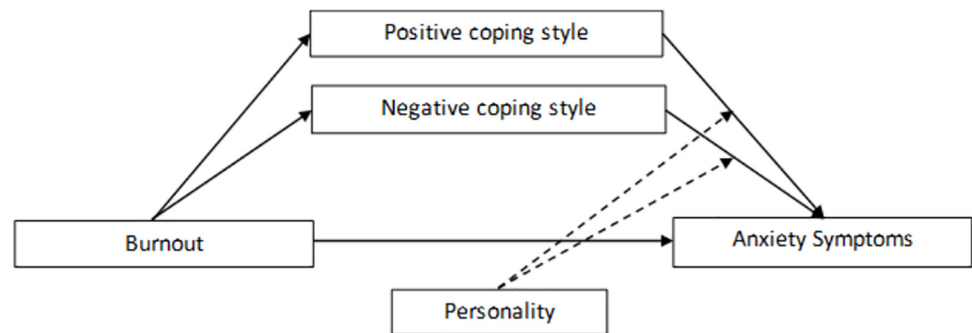 Positive coping style
Negative coping style
Burnout
Anxiety Symptoms
Personality